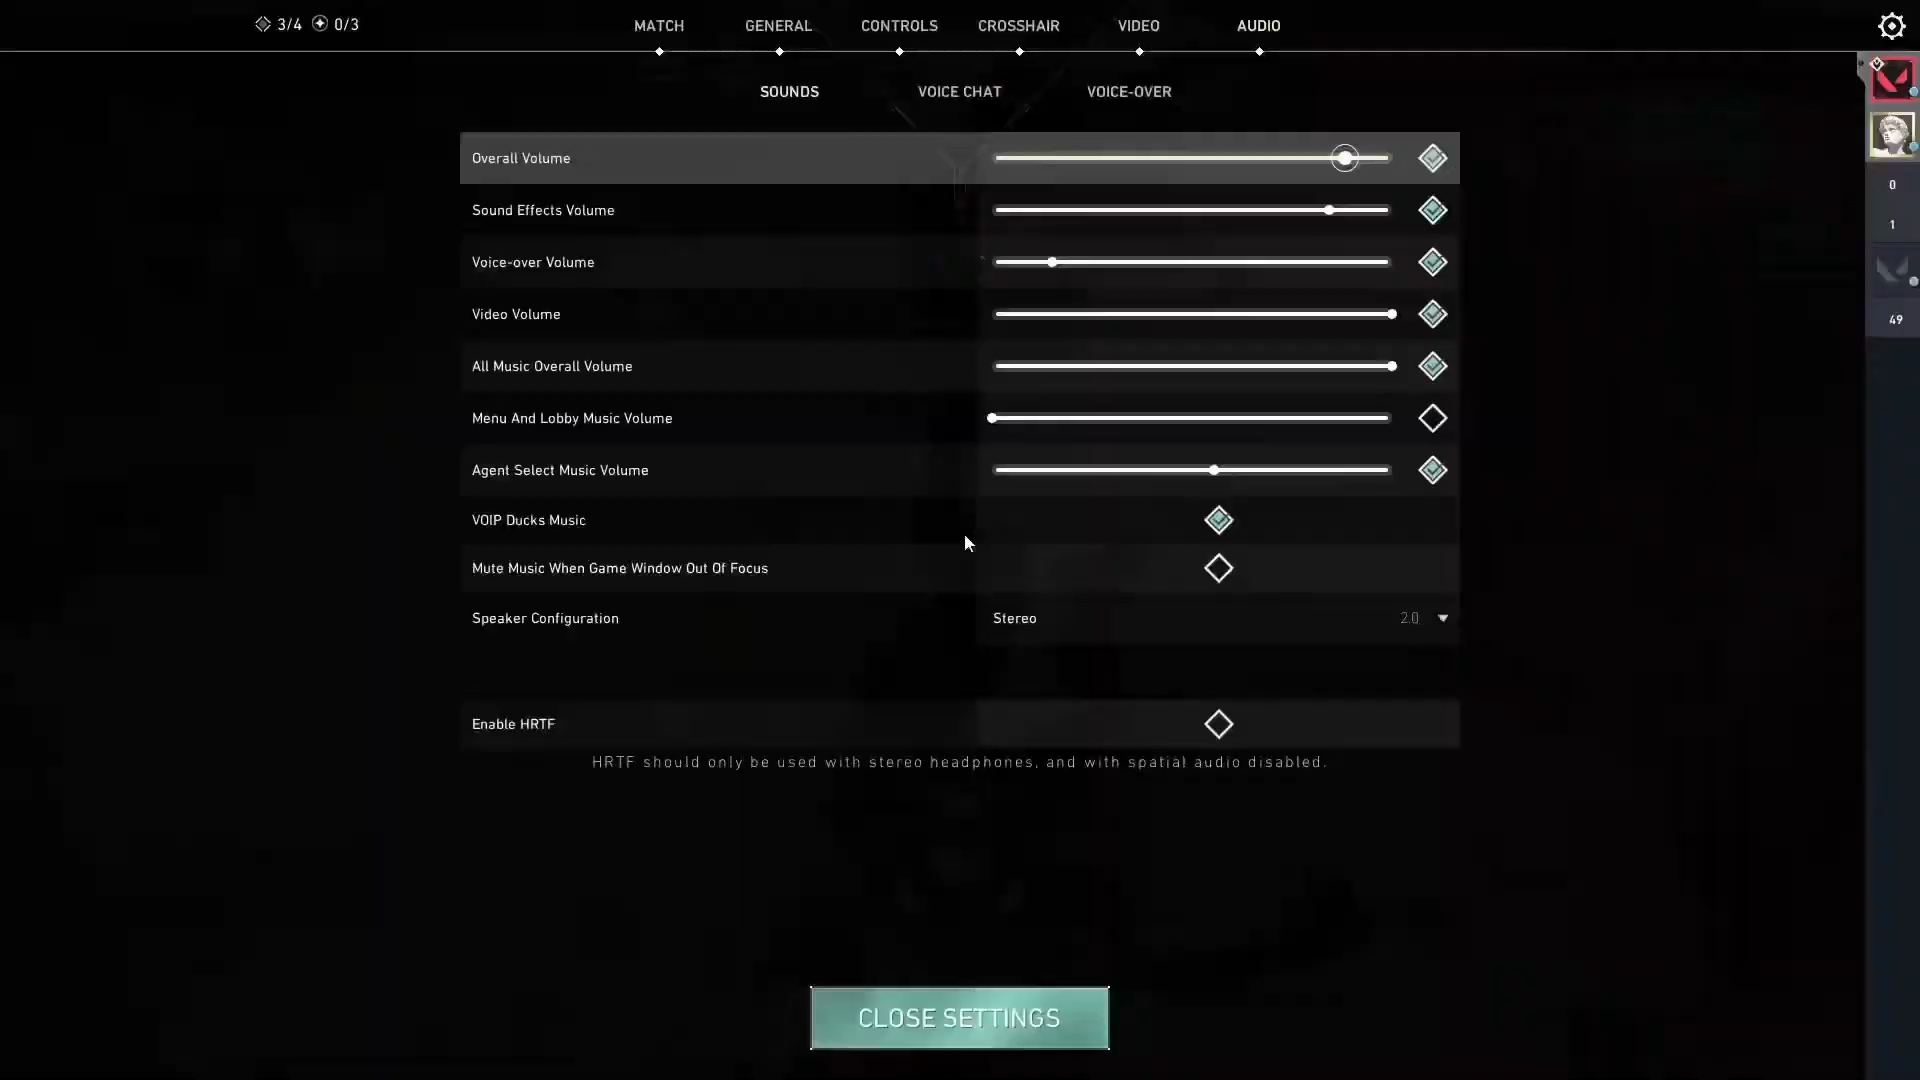 3/4 0/3
MATCH GENERAL CONTROLS CROSSHAIR VIDEO AUDIO
SOUNDS VOICE CHAT VOICE-OVER
Overall Volume
Sound Effects Volume
0
1
Voice-over Volume
Video Volume
49
All Music Overall Volume
Menu And Lobby Music Volume
Agent Select Music Volume
VOIP Ducks Music
Mute Music When Game Window Out Of Focus
Speaker Configuration Stereo 2.0
Enable HRTF
HRTF should only be used with stereo headphones, and with spatial audio disabled.
CLOSE SETTINGS